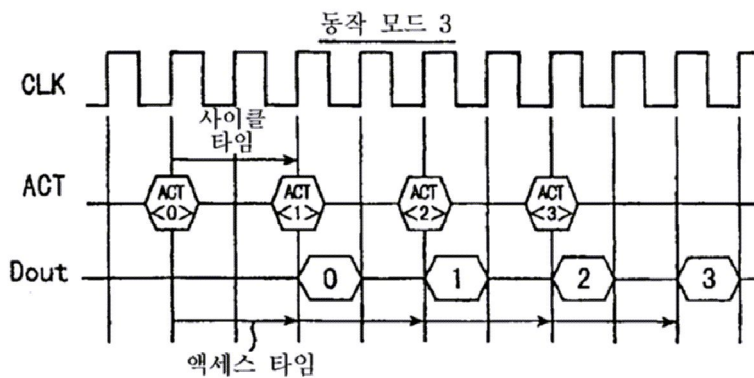 동작 모드 3
CLK
사이클
타임
ACT
ACT
<0>
ACT
<1>
ACT
<2>
ACT
<3>
Dout
0
1
2
3
액세스 타임